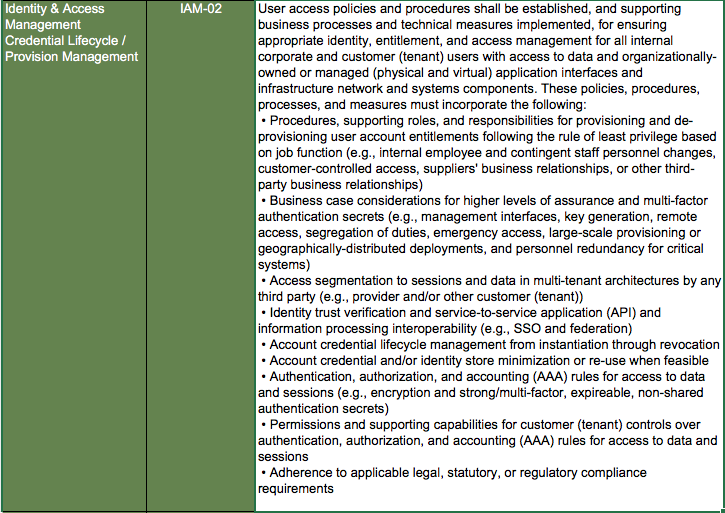 Identity & Access
Management
Credential Lifecycle /
Provision Management
IAM-02
User access policies and procedures shall be established, and supporting
business processes and technical measures implemented, for ensuring
appropriate identity, entitlement, and access management for all internal
corporate and customer (tenant) users with access to data and organizationally-
owned or managed (physical and virtual) application interfaces and
infrastructure network and systems components. These policies, procedures,
processes, and measures must incorporate the following:
• Procedures, supporting roles, and responsibilities for provisioning and de-
provisioning user account entitlements following the rule of least privilege based
on job function (e.g., internal employee and contingent staff personnel changes,
customer-controlled access, suppliers' business relationships, or other third-
party business relationships)
• Business case considerations for higher levels of assurance and multi-factor
authentication secrets (e.g., management interfaces, key generation, remote
access, segregation of duties, emergency access, large-scale provisioning or
geographically-distributed deployments, and personnel redundancy for critical
systems)
• Access segmentation to sessions and data in multi-tenant architectures by any
third party (e.g., provider and/or other customer (tenant))
• Identity trust verification and service-to-service application (API) and
information processing interoperability (e.g., SSO and federation)
• Account credential lifecycle management from instantiation through revocation
• Account credential and/or identity store minimization or re-use when feasible
• Authentication, authorization, and accounting (AAA) rules for access to data
and sessions (e.g., encryption and strong/multi-factor, expireable, non-shared
authentication secrets)
• Permissions and supporting capabilities for customer (tenant) controls over
authentication, authorization, and accounting (AAA) rules for access to data and
sessions
• Adherence to applicable legal, statutory, or regulatory compliance
requirements